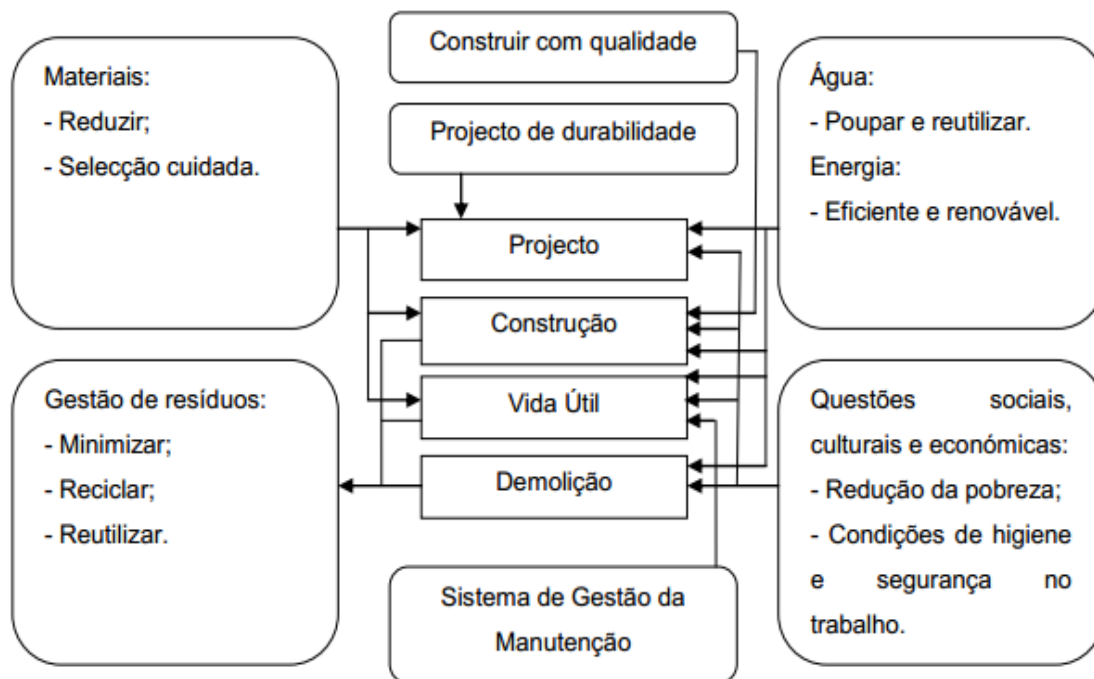 Construir com qualidade
Materiais:
- Reduzir;
- Selecção cuidada.
Projecto de durabilidade
Água:
- Poupar e reutilizar.
Energia:
- Eficiente e renovável.
Projecto
Construção
Vida Útil
Demolição
Gestão de resíduos:
- Minimizar;
- Reciclar;
- Reutilizar.
Questões sociais,
culturais e económicas:
- Redução da pobreza;
- Condições de higiene
e segurança no
trabalho.
Sistema de Gestão da
Manutenção